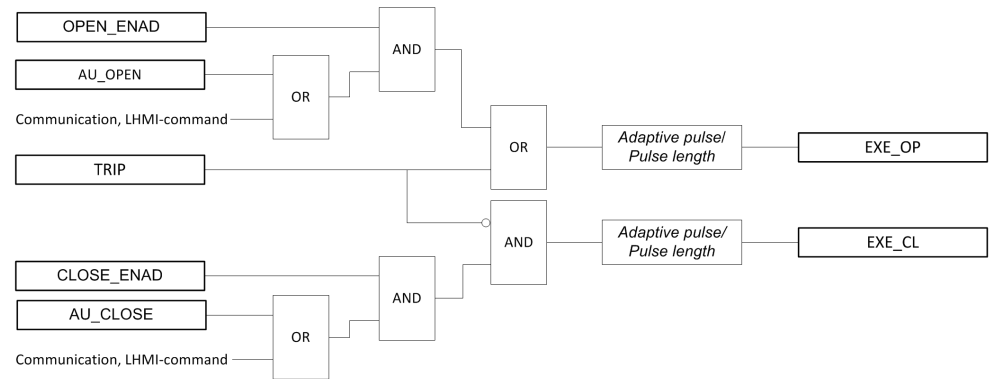 OPEN_ENAD
AND
AU_OPEN
OR
Communication, LHMI-command
OR
Adaptive pulse/
Pulse length
EXE_OP
TRIP
AND
Adaptive pulse/
Pulse length
EXE_CL
CLOSE_ENAD
AND
AU_CLOSE
OR
Communication, LHMI-command